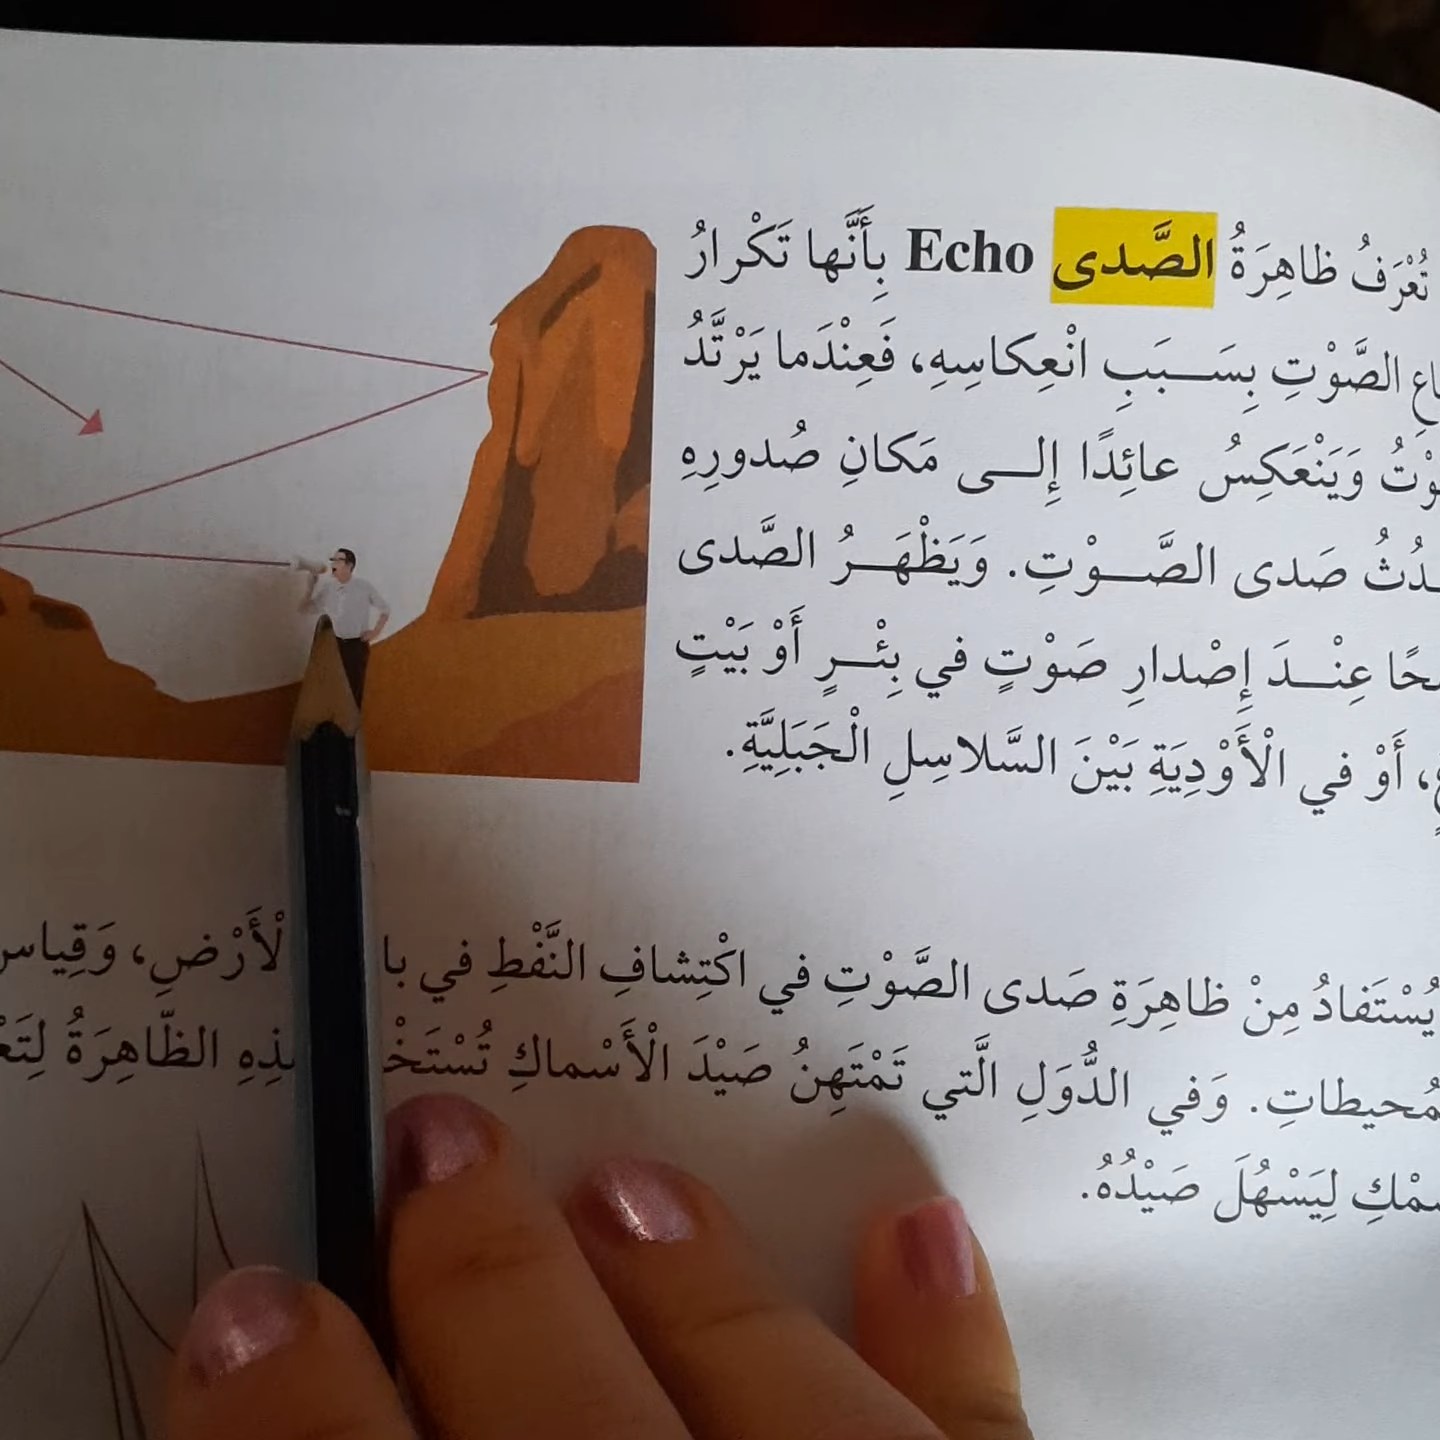 تُعْرَفُ ظاهِرَةُ الصَّدى Echo بِأَنَّها تَكْرارُ
الصَّوْتِ بِسَبَبِ انْعِكاسِهِ، فَعِنْدَما يَرْتَّدُ
وَيَنْعَكِسُ عائِدًا إِلى مَكانِ صُدورِهِ
صَدى الصَّوْتِ. وَيَظْهَرُ الصَّدى
عِنْدَ إِصْدارِ صَوْتٍ في بِئْرٍ أَوْ بَيْتٍ
أَوْ في الْأَوْدِيَةِ بَيْنَ السَّلاسِلِ الْجَبَلِيَّةِ.
يُسْتَفادُ مِنْ ظاهِرَةِ صَدى الصَّوْتِ في اكْتِشافِ النَّفْطِ في الْأَرْضِ، وَقِياسِ
وَفي الدُّوَلِ الَّتي تَمْتَهِنُ صَيْدَ الْأَسْماكِ الظّاهِرَةُ
لِيَسْهُلَ صَيْدُهُ.